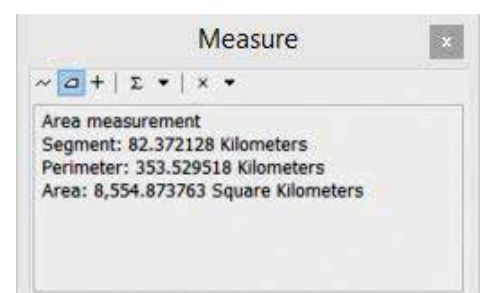 Measure
x
+ | Σ | ×
Area measurement
Segment: 82.372128 Kilometers
Perimeter: 353.529518 Kilometers
Area: 8,554.873763 Square Kilometers